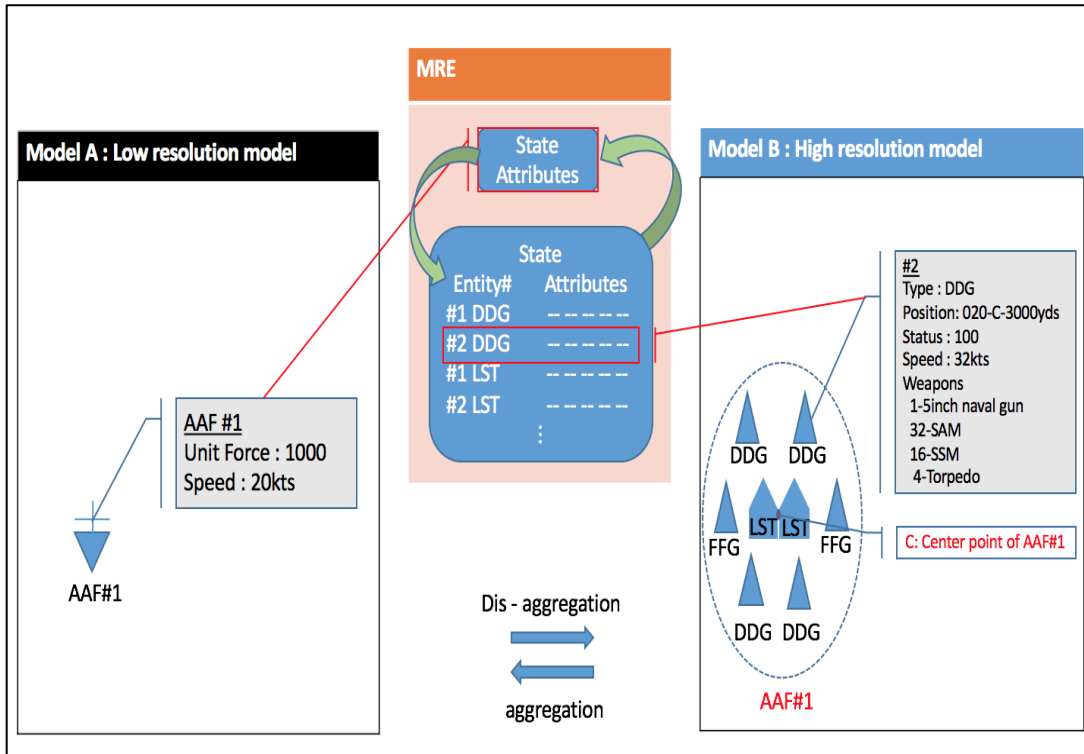 MRE
Model A : Low resolution model
State
Attributes
Model B : High resolution model
State
Entity# Attributes
#1 DDG -- -- -- -- --
#2 DDG -- -- -- -- --
#1 LST -- -- -- -- --
#2 LST -- -- -- -- --
⋮
AAF #1
Unit Force : 1000
Speed : 20kts
AAF#1
#2
Type : DDG
Position: 020-C-3000yds
Status : 100
Speed : 32kts
Weapons
1-5inch naval gun
32-SAM
16-SSM
4-Torpedo
DDG DDG
LST LST
FFG FFG
C: Center point of AAF#1
DDG DDG
AAF#1
Dis - aggregation
aggregation